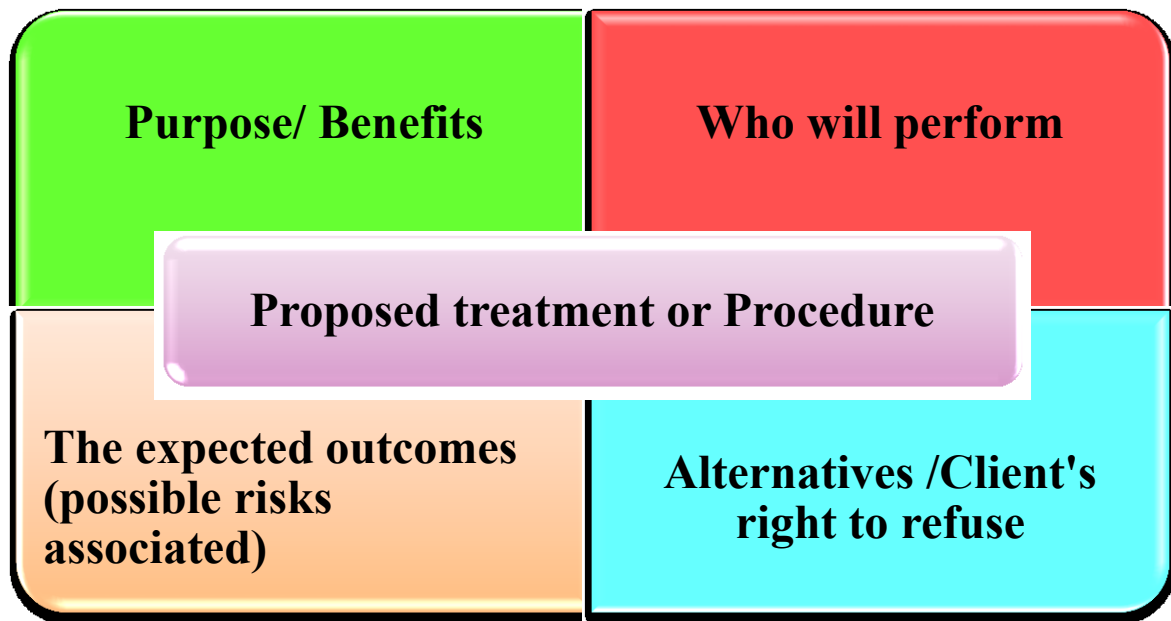 Purpose/ Benefits
Who will perform
Proposed treatment or Procedure
The expected outcomes
(possible risks
associated)
Alternatives /Client's
right to refuse